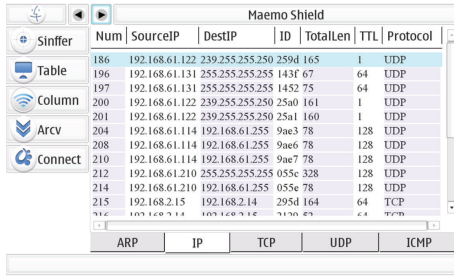 Maemo Shield
Sinffer
Table
Column
Arcv
Connect
Num SourceIP DestIP ID TotalLen TTL Protocol
186 192.168.61.122 239.255.255.250 259d 165 1 UDP
196 192.168.61.131 255.255.255.255 143f 67 64 UDP
197 192.168.61.131 255.255.255.255 1452 75 64 UDP
200 192.168.61.122 239.255.255.250 25a0 161 1 UDP
201 192.168.61.122 239.255.255.250 25a1 160 1 UDP
204 192.168.61.114 192.168.61.255 9ae3 78 128 UDP
208 192.168.61.114 192.168.61.255 9ae6 78 128 UDP
210 192.168.61.114 192.168.61.255 9ae7 78 128 UDP
212 192.168.61.210 255.255.255.255 055c 328 128 UDP
214 192.168.61.210 192.168.61.255 055e 78 128 UDP
215 192.168.2.15 192.168.2.14 295d 164 64 TCP
ARP IP TCP UDP ICMP